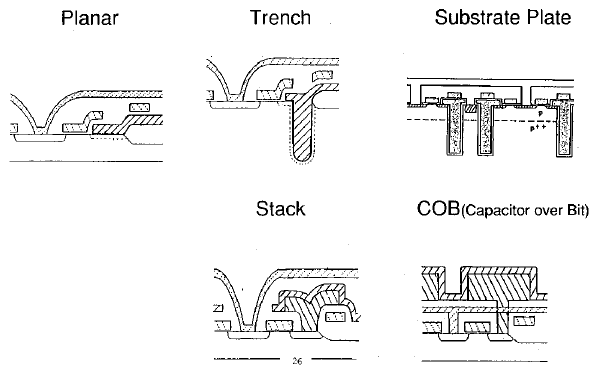 Planar
Trench
Substrate Plate
P
P++
Stack
COB(Capacitor over Bit)
26